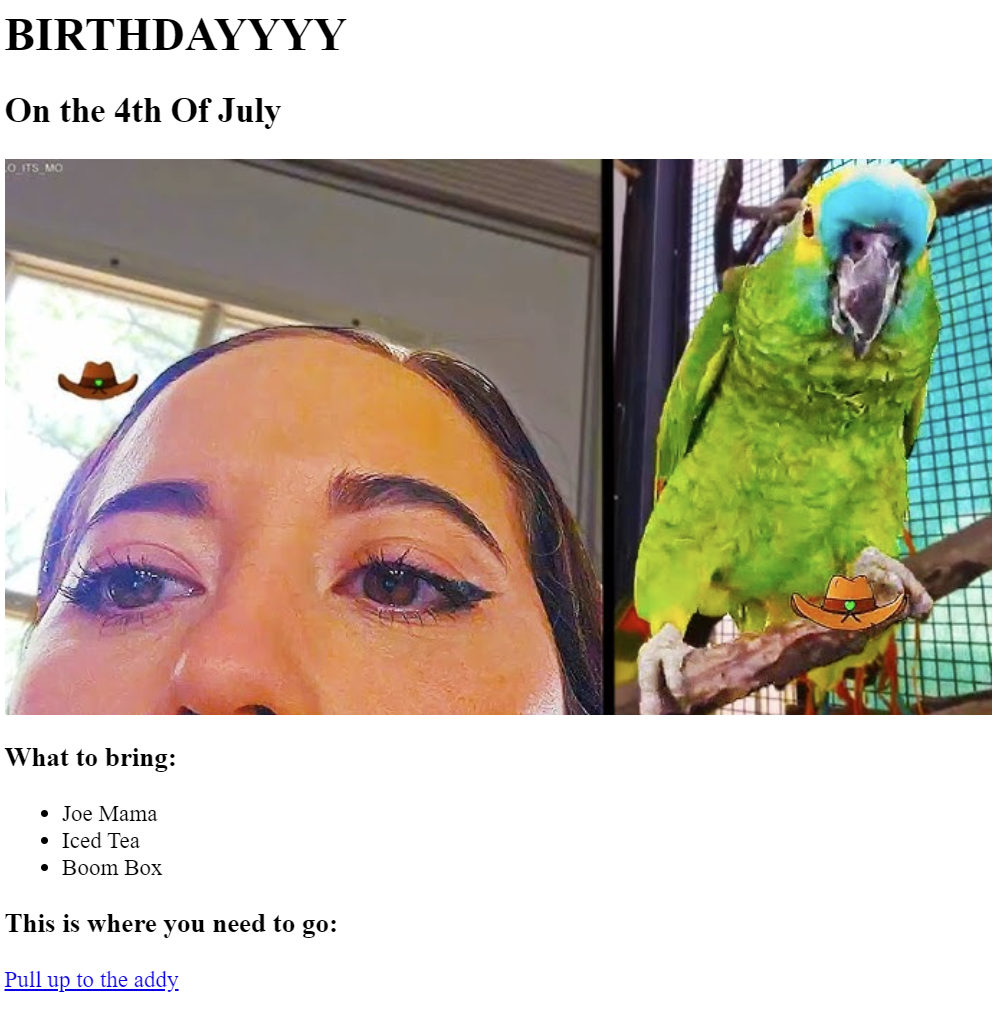 BIRTHDAYYYY
On the 4th Of July
O_ITS_MO
What to bring:
Joe Mama
Iced Tea
Boom Box
This is where you need to go:
Pull up to the addy